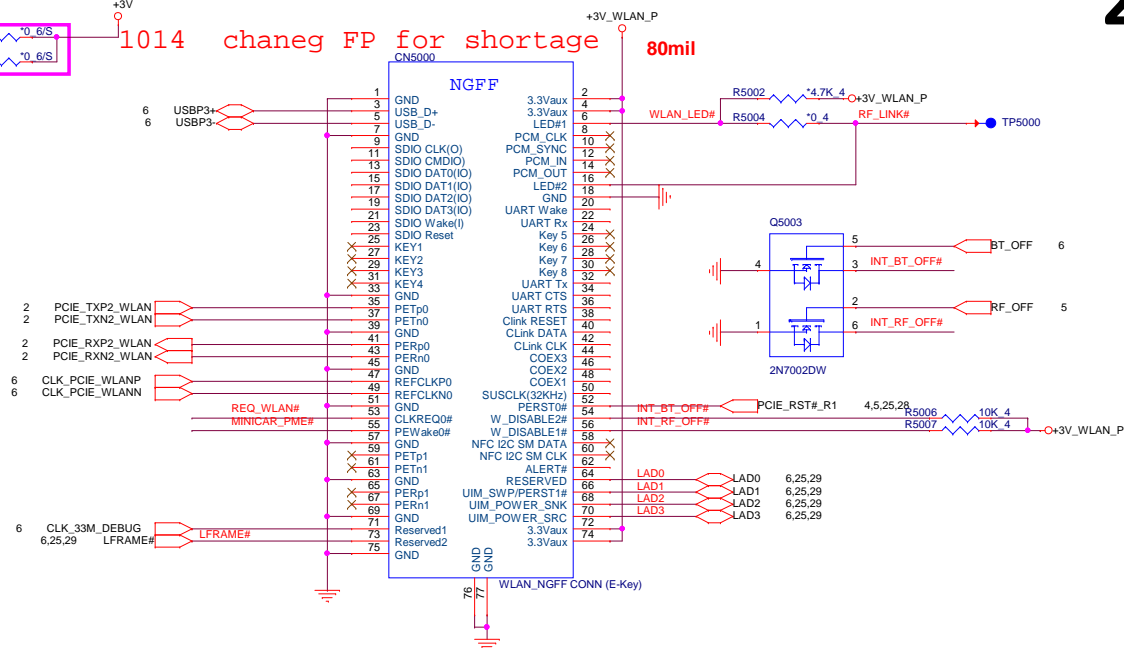 +3V
*0_6/S
*0_6/S
1014 chaneg FP for shortage
+3V_WLAN_P
80mil
CN5000
NGFF
1 GND
3 USB_D+
5 USB_D-
7 GND
9 SDIO CLK(O)
11 SDIO CMDIO)
13 SDIO DAT0(IO)
15 SDIO DAT1(IO)
17 SDIO DAT2(IO)
19 SDIO DAT3(IO)
21 SDIO Wake(I)
23 SDIO Reset
25 KEY1
27 KEY2
29 KEY3
31 KEY4
33 GND
35 PETp0
37 PETn0
39 GND
41 PERp0
43 PERn0
45 GND
47 REFCLKP0
49 REFCLKN0
51 GND
53 CLKREQ0#
55 PEWake0#
57 GND
59 PETp1
61 PETn1
63 GND
65 PERp1
67 PERn1
69 GND
71 Reserved1
73 Reserved2
75 GND
3.3Vaux 2
3.3Vaux 4
LED#1 6
PCM_CLK 8
PCM_SYNC 10
PCM_IN 12
PCM_OUT 14
LED#2 16
GND 18
UART Wake 20
UART Rx 22
Key 5 24
Key 6 26
Key 7 28
Key 8 30
UART Tx 32
UART CTS 34
UART RTS 36
Clink RESET 38
CLink DATA 40
CLink CLK 42
COEX3 44
COEX2 46
COEX1 48
SUSCLK(32KHz) 50
PERST0# 52
W_DISABLE2# 54
W_DISABLE1# 56
NFC I2C SM DATA 58
NFC I2C SM CLK 60
ALERT# 62
RESERVED 64
UIM_SWP/PERST1# 66
UIM_POWER_SNK 68
UIM_POWER_SRC 70
3.3Vaux 72
3.3Vaux 74
GND 76
GND 77
WLAN_NGFF CONN (E-Key)
6 USBP3+
6 USBP3-
2 PCIE_TXP2_WLAN
2 PCIE_TXN2_WLAN
2 PCIE_RXP2_WLAN
2 PCIE_RXN2_WLAN
6 CLK_PCIE_WLANP
6 CLK_PCIE_WLANN
REQ_WLAN#
MINICAR_PME#
6 CLK_33M_DEBUG
6,25,29 LFRAME#
LFRAME#
R5002 *4.7K_4 +3V_WLAN_P
WLAN_LED# R5004 *0_4 RF_LINK# TP5000
Q5003
5 BT_OFF 6
4 3 INT_BT_OFF#
2 RF_OFF 5
1 6 INT_RF_OFF#
2N7002DW
INT_BT_OFF# PCIE_RST#_R1 4,5,25,28
INT_RF_OFF#
R5006 10K_4
R5007 10K_4 +3V_WLAN_P
LAD0 LAD0 6,25,29
LAD1 LAD1 6,25,29
LAD2 LAD2 6,25,29
LAD3 LAD3 6,25,29